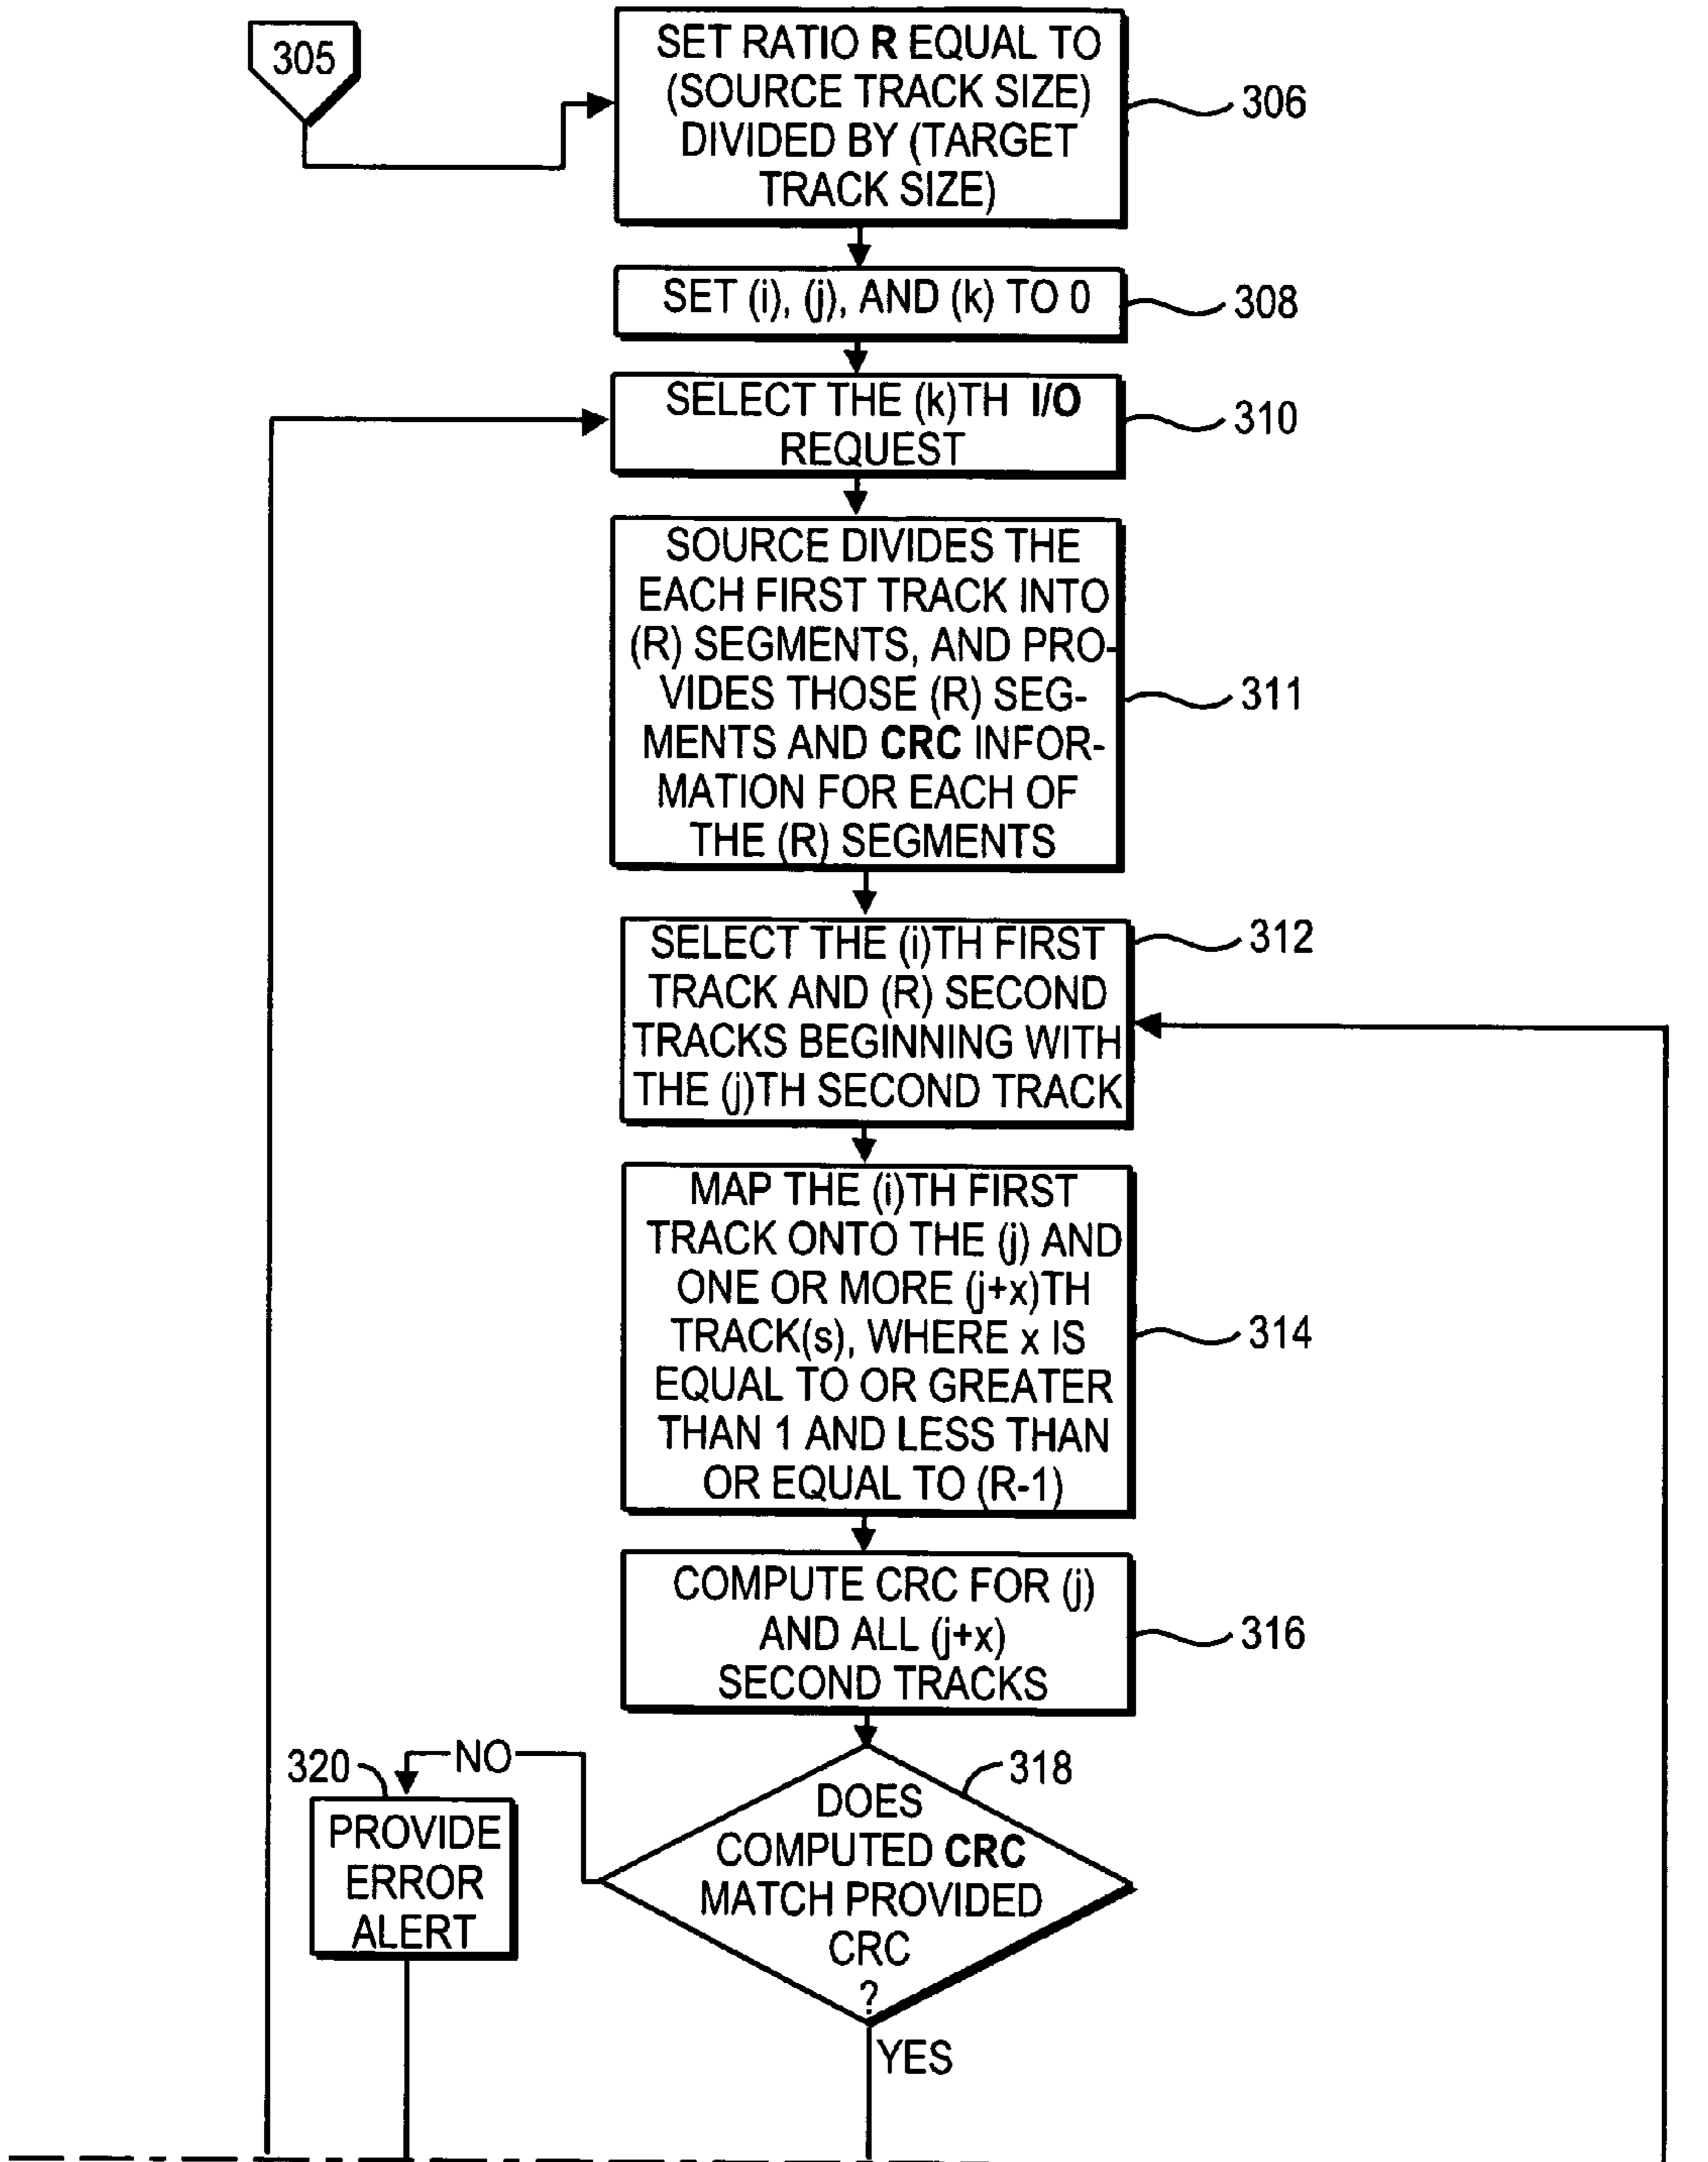 305
SET RATIO R EQUAL TO
(SOURCE TRACK SIZE)
DIVIDED BY (TARGET
TRACK SIZE)
306
SET (i), (j), AND (k) TO 0
308
SELECT THE (k)TH I/O
REQUEST
310
SOURCE DIVIDES THE
EACH FIRST TRACK INTO
(R) SEGMENTS, AND PRO-
VIDES THOSE (R) SEG-
MENTS AND CRC INFOR-
MATION FOR EACH OF
THE (R) SEGMENTS
311
SELECT THE (i)TH FIRST
TRACK AND (R) SECOND
TRACKS BEGINNING WITH
THE (j)TH SECOND TRACK
312
MAP THE (i)TH FIRST
TRACK ONTO THE (j) AND
ONE OR MORE (j+x)TH
TRACK(s), WHERE x IS
EQUAL TO OR GREATER
THAN 1 AND LESS THAN
OR EQUAL TO (R-1)
314
COMPUTE CRC FOR (j)
AND ALL (j+x)
SECOND TRACKS
316
DOES
COMPUTED CRC
MATCH PROVIDED
CRC
?
318
NO
320
PROVIDE
ERROR
ALERT
YES